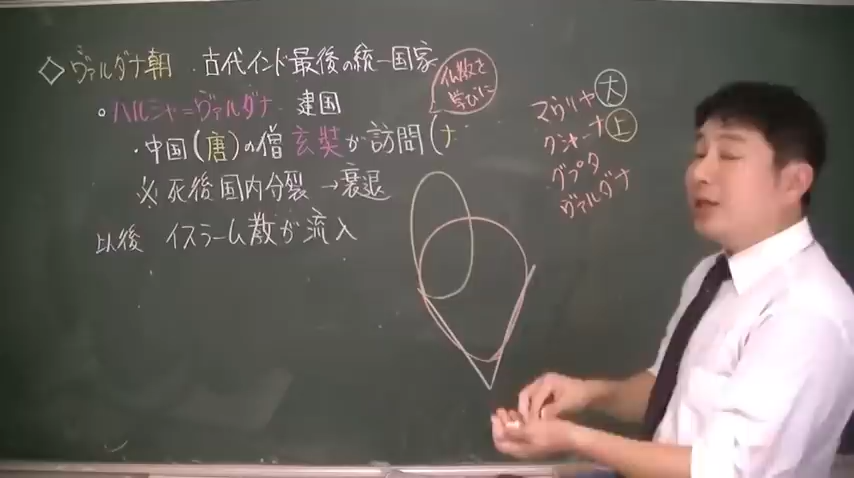 ◇ヴァルダナ朝 ・古代インド最後の統一国家
○ハルシャ=ヴァルダナ 建国
・中国(唐)の僧 玄奘が訪問(ナ
※死後国内分裂→衰退
以後 イスラーム教が流入
仏教を
学びに
マウリヤ大
クシャーナ上
グプタ
ヴァルダナ